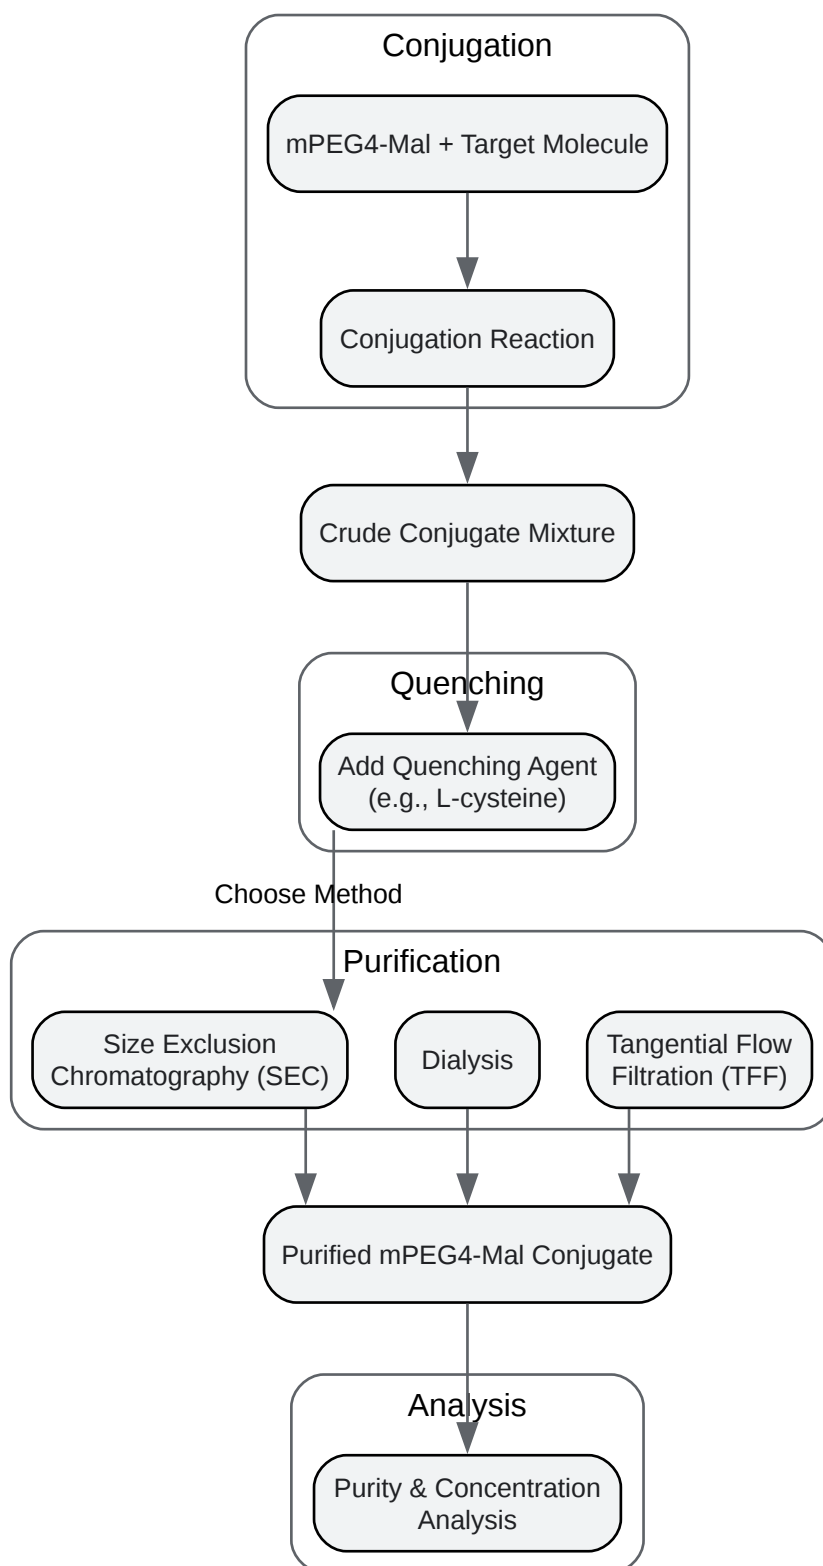 Conjugation
mPEG4-Mal + Target Molecule
Conjugation Reaction
Crude Conjugate Mixture
Quenching
Add Quenching Agent
(e.g., L-cysteine)
Choose Method
Purification
Size Exclusion
Chromatography (SEC)
Dialysis
Tangential Flow
Filtration (TFF)
Purified mPEG4-Mal Conjugate
Analysis
Purity & Concentration
Analysis